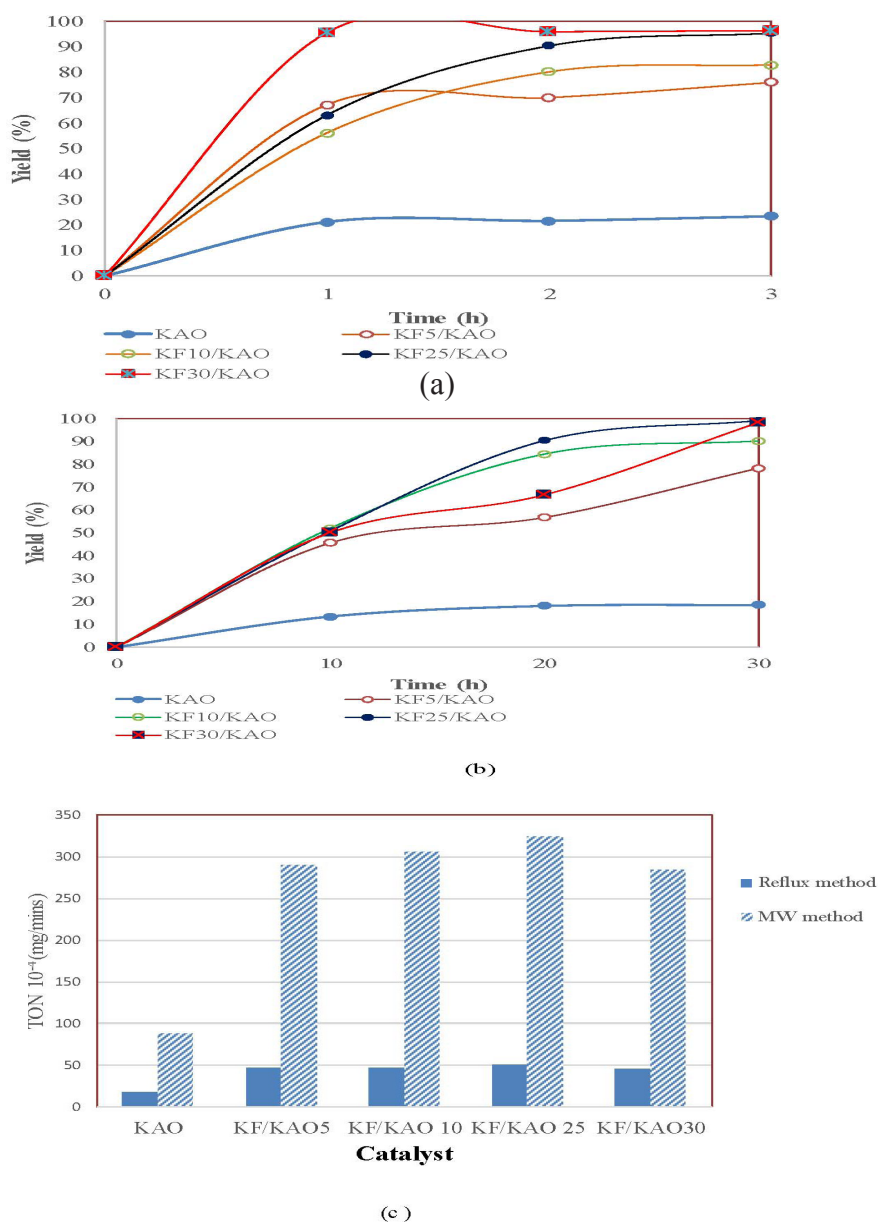 100
90
80
70
60
50
40
30
20
10
0
Yield (%)
0 1 2 3
Time (h)
KAO KF5/KAO
KF10/KAO KF25/KAO
KF30/KAO
(a)
100
90
80
70
60
50
40
30
20
10
0
Yield (%)
0 10 20 30
Time (h)
KAO KF5/KAO
KF10/KAO KF25/KAO
KF30/KAO
(b)
350
300
250
200
150
100
50
0
TON 10⁻⁴(mg/mins)
Reflux method
MW method
KAO KF/KAO5 KF/KAO 10 KF/KAO 25 KF/KAO30
Catalyst
(c )